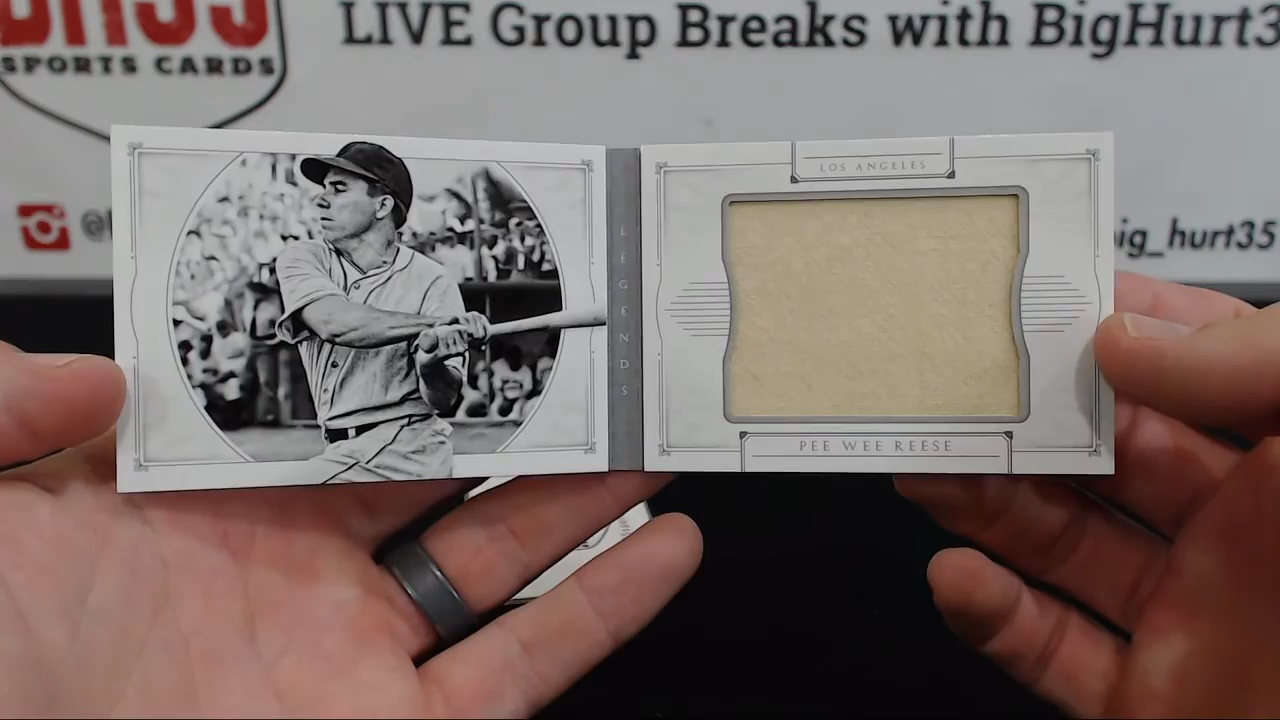 SPORTS CARDS
LIVE Group Breaks with BigHurt3
ig_hurt35
LEGENDS
LOS ANGELES
PEE WEE REESE